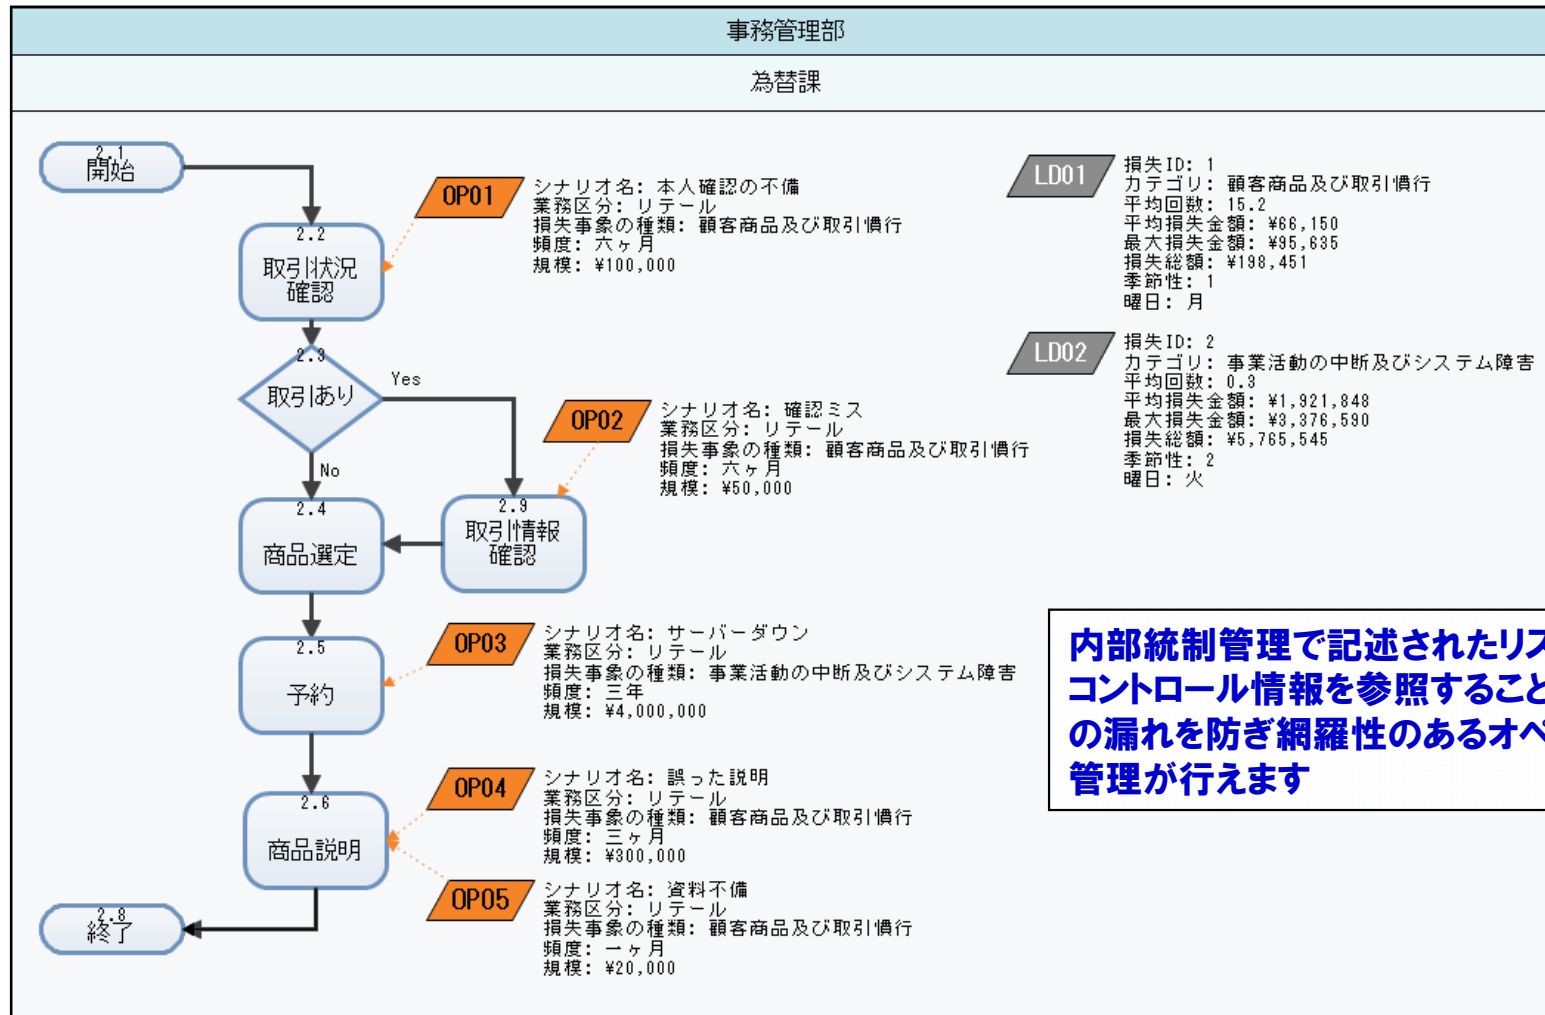 事務管理部
為替課
2.1
開始
OP01
シナリオ名: 本人確認の不備
業務区分: リテール
損失事象の種類: 顧客商品及び取引慣行
頻度: 六ヶ月
規模: ¥100,000
LD01
損失ID: 1
カテゴリ: 顧客商品及び取引慣行
平均回数: 15.2
平均損失金額: ¥66,150
最大損失金額: ¥95,635
損失総額: ¥198,451
季節性: 1
曜日: 月
2.2
取引状況
確認
2.3
取引あり
Yes
No
OP02
シナリオ名: 確認ミス
業務区分: リテール
損失事象の種類: 顧客商品及び取引慣行
頻度: 六ヶ月
規模: ¥50,000
LD02
損失ID: 2
カテゴリ: 事業活動の中断及びシステム障害
平均回数: 0.3
平均損失金額: ¥1,921,848
最大損失金額: ¥3,376,590
損失総額: ¥5,765,545
季節性: 2
曜日: 火
2.4
商品選定
2.9
取引情報
確認
2.5
予約
OP03
シナリオ名: サーバーダウン
業務区分: リテール
損失事象の種類: 事業活動の中断及びシステム障害
頻度: 三年
規模: ¥4,000,000
内部統制管理で記述されたリス
コントロール情報を参照すること
の漏れを防ぎ網羅性のあるオペ
管理が行えます
2.6
商品説明
OP04
シナリオ名: 誤った説明
業務区分: リテール
損失事象の種類: 顧客商品及び取引慣行
頻度: 三ヶ月
規模: ¥300,000
OP05
シナリオ名: 資料不備
業務区分: リテール
損失事象の種類: 顧客商品及び取引慣行
頻度: 一ヶ月
規模: ¥20,000
2.8
終了